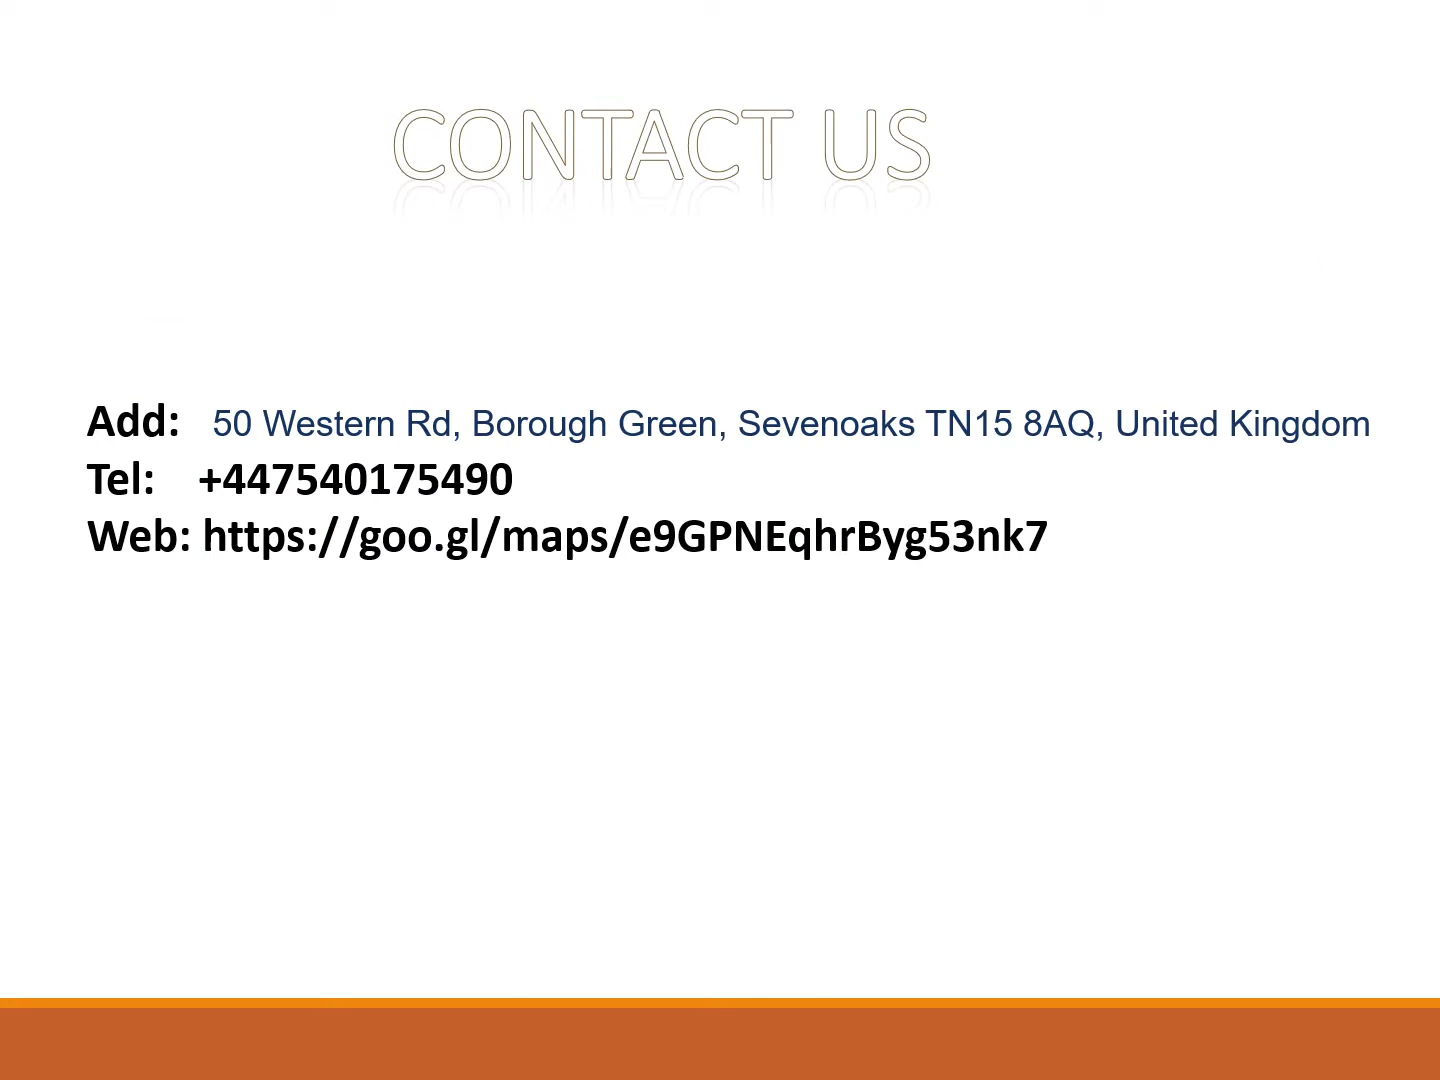 CONTACT US
Add: 50 Western Rd, Borough Green, Sevenoaks TN15 8AQ, United Kingdom
Tel: +447540175490
Web: https://goo.gl/maps/e9GPNEqhrByg53nk7